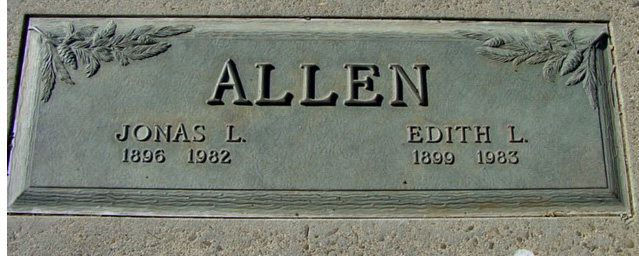 ALLEN
JONAS L. EDITH L.
1896 1982 1899 1983